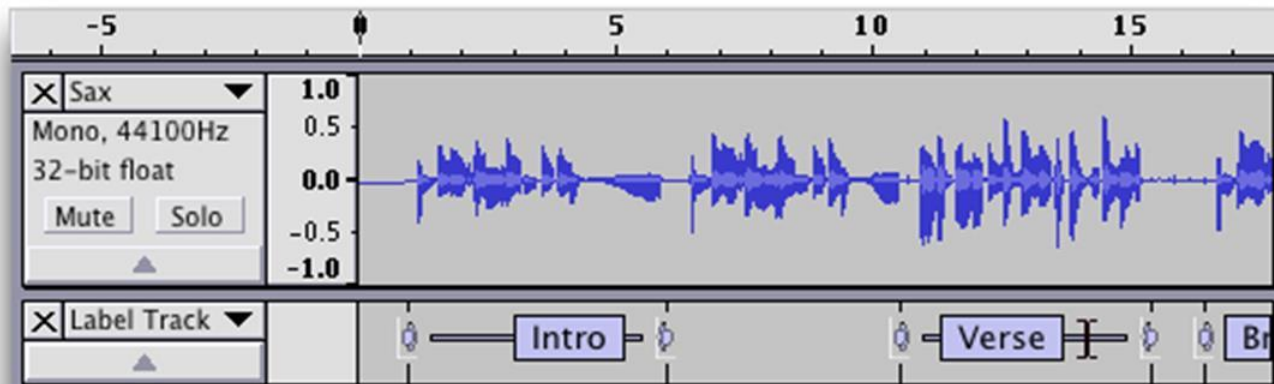 -5 0 5 10 15
Sax
1.0
Mono, 44100Hz
0.5
32-bit float
0.0
Mute Solo
-0.5
-1.0
Label Track
Intro Verse Br